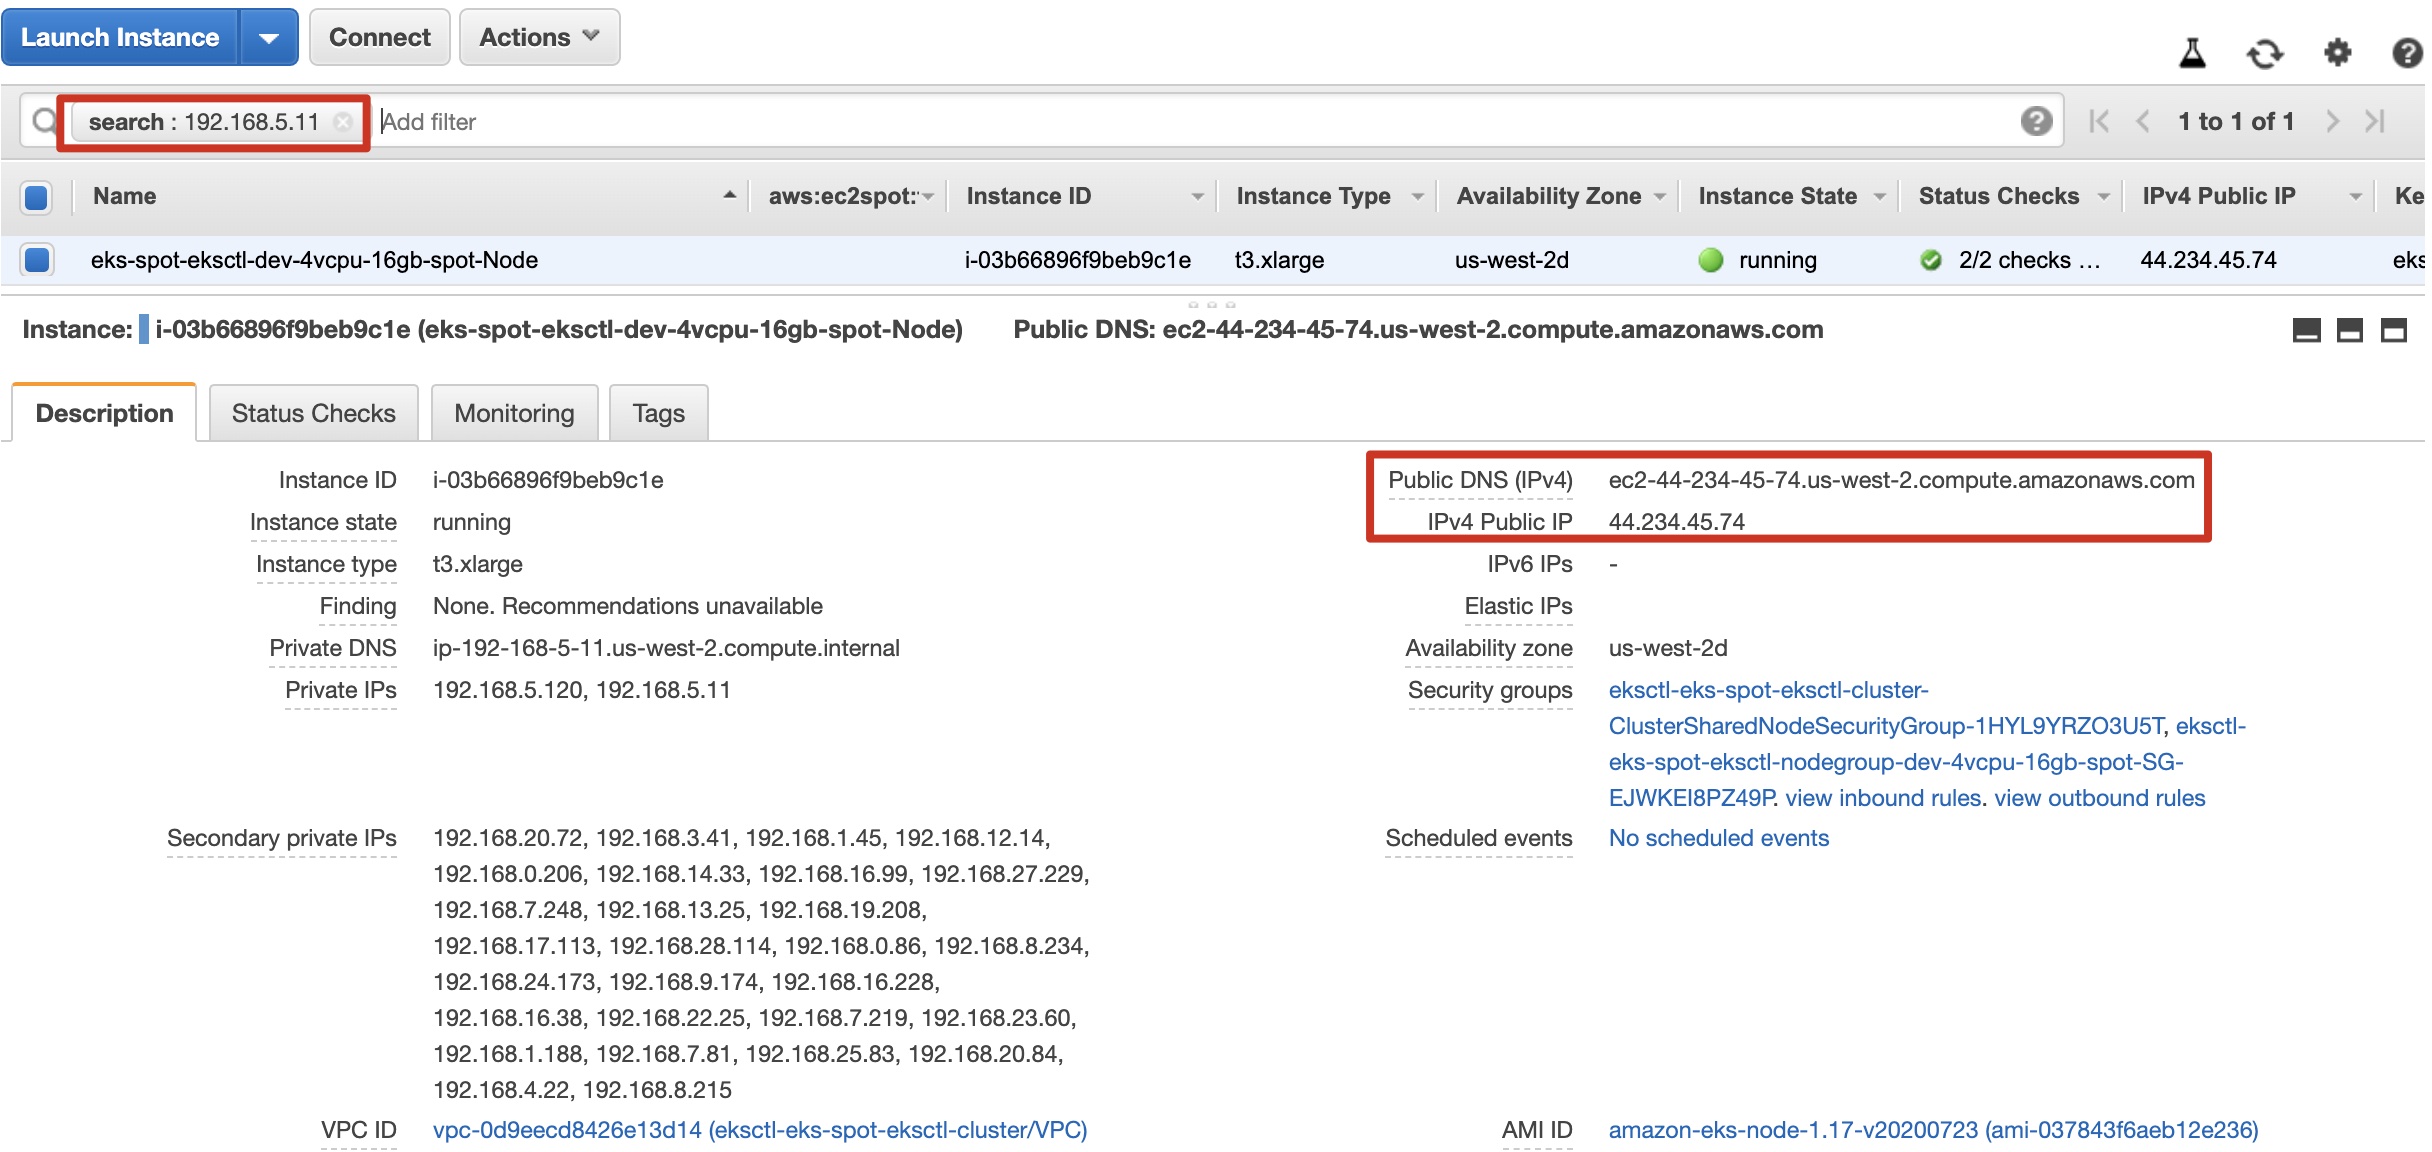 Launch Instance Connect Actions
search : 192.168.5.11 Add filter 1 to 1 of 1
Name aws:ec2spot: Instance ID Instance Type Availability Zone Instance State Status Checks IPv4 Public IP Ke
eks-spot-eksctl-dev-4vcpu-16gb-spot-Node i-03b66896f9beb9c1e t3.xlarge us-west-2d running 2/2 checks ... 44.234.45.74 eks
Instance: i-03b66896f9beb9c1e (eks-spot-eksctl-dev-4vcpu-16gb-spot-Node) Public DNS: ec2-44-234-45-74.us-west-2.compute.amazonaws.com
Description Status Checks Monitoring Tags
Instance ID i-03b66896f9beb9c1e
Instance state running
Instance type t3.xlarge
Finding None. Recommendations unavailable
Private DNS ip-192-168-5-11.us-west-2.compute.internal
Private IPs 192.168.5.120, 192.168.5.11
Secondary private IPs 192.168.20.72, 192.168.3.41, 192.168.1.45, 192.168.12.14,
192.168.0.206, 192.168.14.33, 192.168.16.99, 192.168.27.229,
192.168.7.248, 192.168.13.25, 192.168.19.208,
192.168.17.113, 192.168.28.114, 192.168.0.86, 192.168.8.234,
192.168.24.173, 192.168.9.174, 192.168.16.228,
192.168.16.38, 192.168.22.25, 192.168.7.219, 192.168.23.60,
192.168.1.188, 192.168.7.81, 192.168.25.83, 192.168.20.84,
192.168.4.22, 192.168.8.215
VPC ID vpc-0d9eecd8426e13d14 (eksctl-eks-spot-eksctl-cluster/VPC)
Public DNS (IPv4) ec2-44-234-45-74.us-west-2.compute.amazonaws.com
IPv4 Public IP 44.234.45.74
IPv6 IPs -
Elastic IPs
Availability zone us-west-2d
Security groups eksctl-eks-spot-eksctl-cluster-
ClusterSharedNodeSecurityGroup-1HYL9YRZO3U5T, eksctl-
eks-spot-eksctl-nodegroup-dev-4vcpu-16gb-spot-SG-
EJWKEI8PZ49P. view inbound rules. view outbound rules
Scheduled events No scheduled events
AMI ID amazon-eks-node-1.17-v20200723 (ami-037843f6aeb12e236)